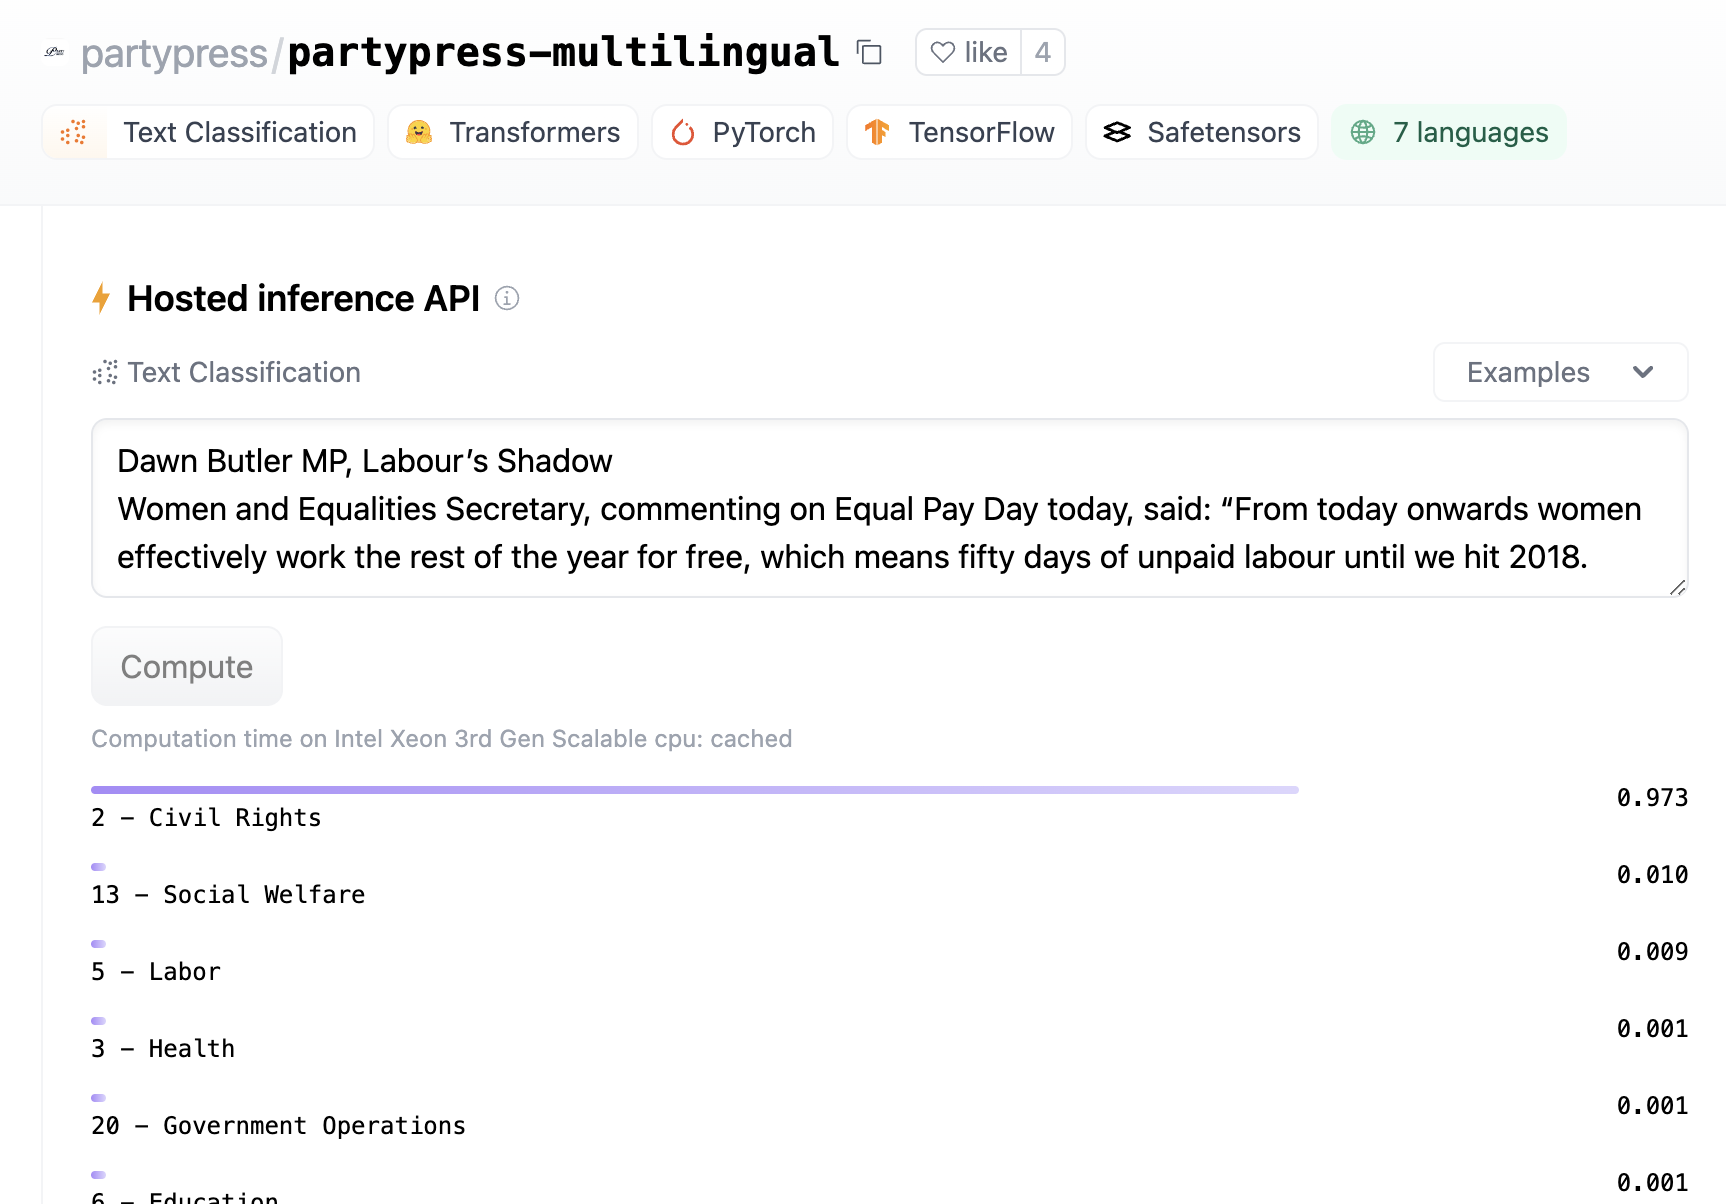 partypress/partypress-multilingual like 4
Text Classification Transformers PyTorch TensorFlow Safetensors 7 languages
Hosted inference API
Text Classification Examples
Dawn Butler MP, Labour’s Shadow
Women and Equalities Secretary, commenting on Equal Pay Day today, said: “From today onwards women
effectively work the rest of the year for free, which means fifty days of unpaid labour until we hit 2018.
Compute
Computation time on Intel Xeon 3rd Gen Scalable cpu: cached
2 – Civil Rights 0.973
13 – Social Welfare 0.010
5 – Labor 0.009
3 – Health 0.001
20 – Government Operations 0.001
6 – Education 0.001